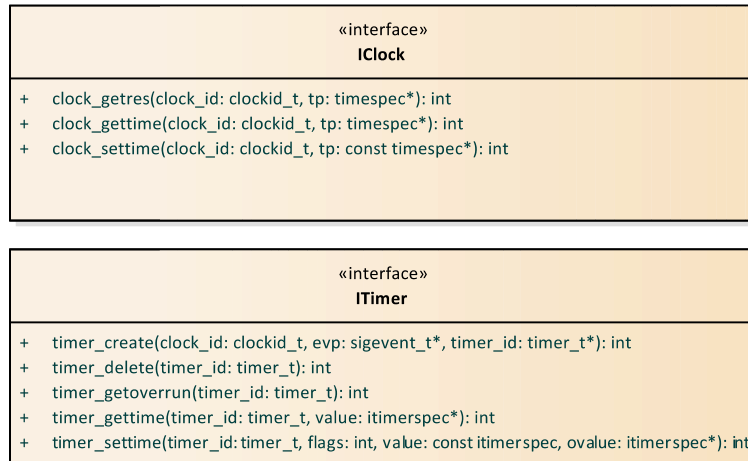 «interface»
IClock
+ clock_getres(clock_id: clockid_t, tp: timespec*): int
+ clock_gettime(clock_id: clockid_t, tp: timespec*): int
+ clock_settime(clock_id: clockid_t, tp: const timespec*): int
«interface»
ITimer
+ timer_create(clock_id: clockid_t, evp: sigevent_t*, timer_id: timer_t*): int
+ timer_delete(timer_id: timer_t): int
+ timer_getoverrun(timer_id: timer_t): int
+ timer_gettime(timer_id: timer_t, value: itimerspec*): int
+ timer_settime(timer_id: timer_t, flags: int, value: const itimerspec, ovalue: itimerspec*): int